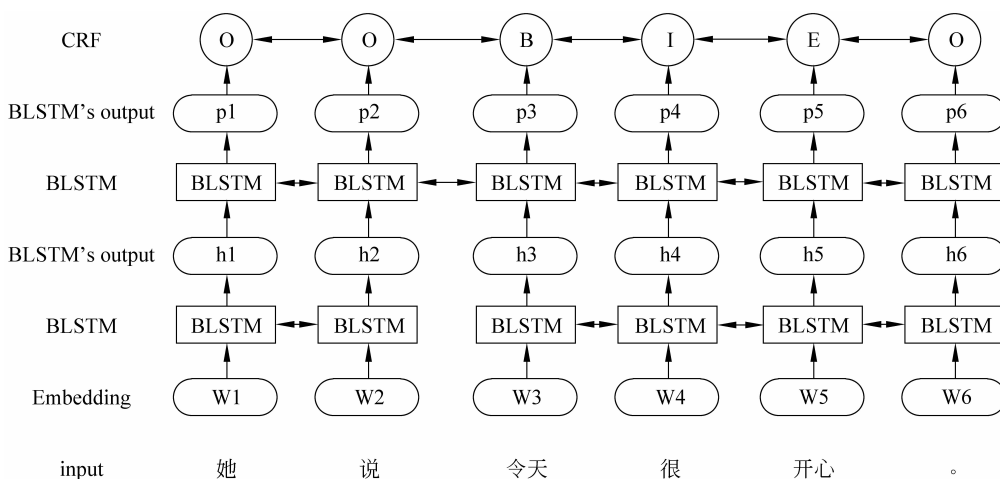 CRF O O B I E O
BLSTM's output p1 p2 p3 p4 p5 p6
BLSTM BLSTM BLSTM BLSTM BLSTM BLSTM BLSTM
BLSTM's output h1 h2 h3 h4 h5 h6
BLSTM BLSTM BLSTM BLSTM BLSTM BLSTM BLSTM
Embedding W1 W2 W3 W4 W5 W6
input 她 说 令天 很 开心 。